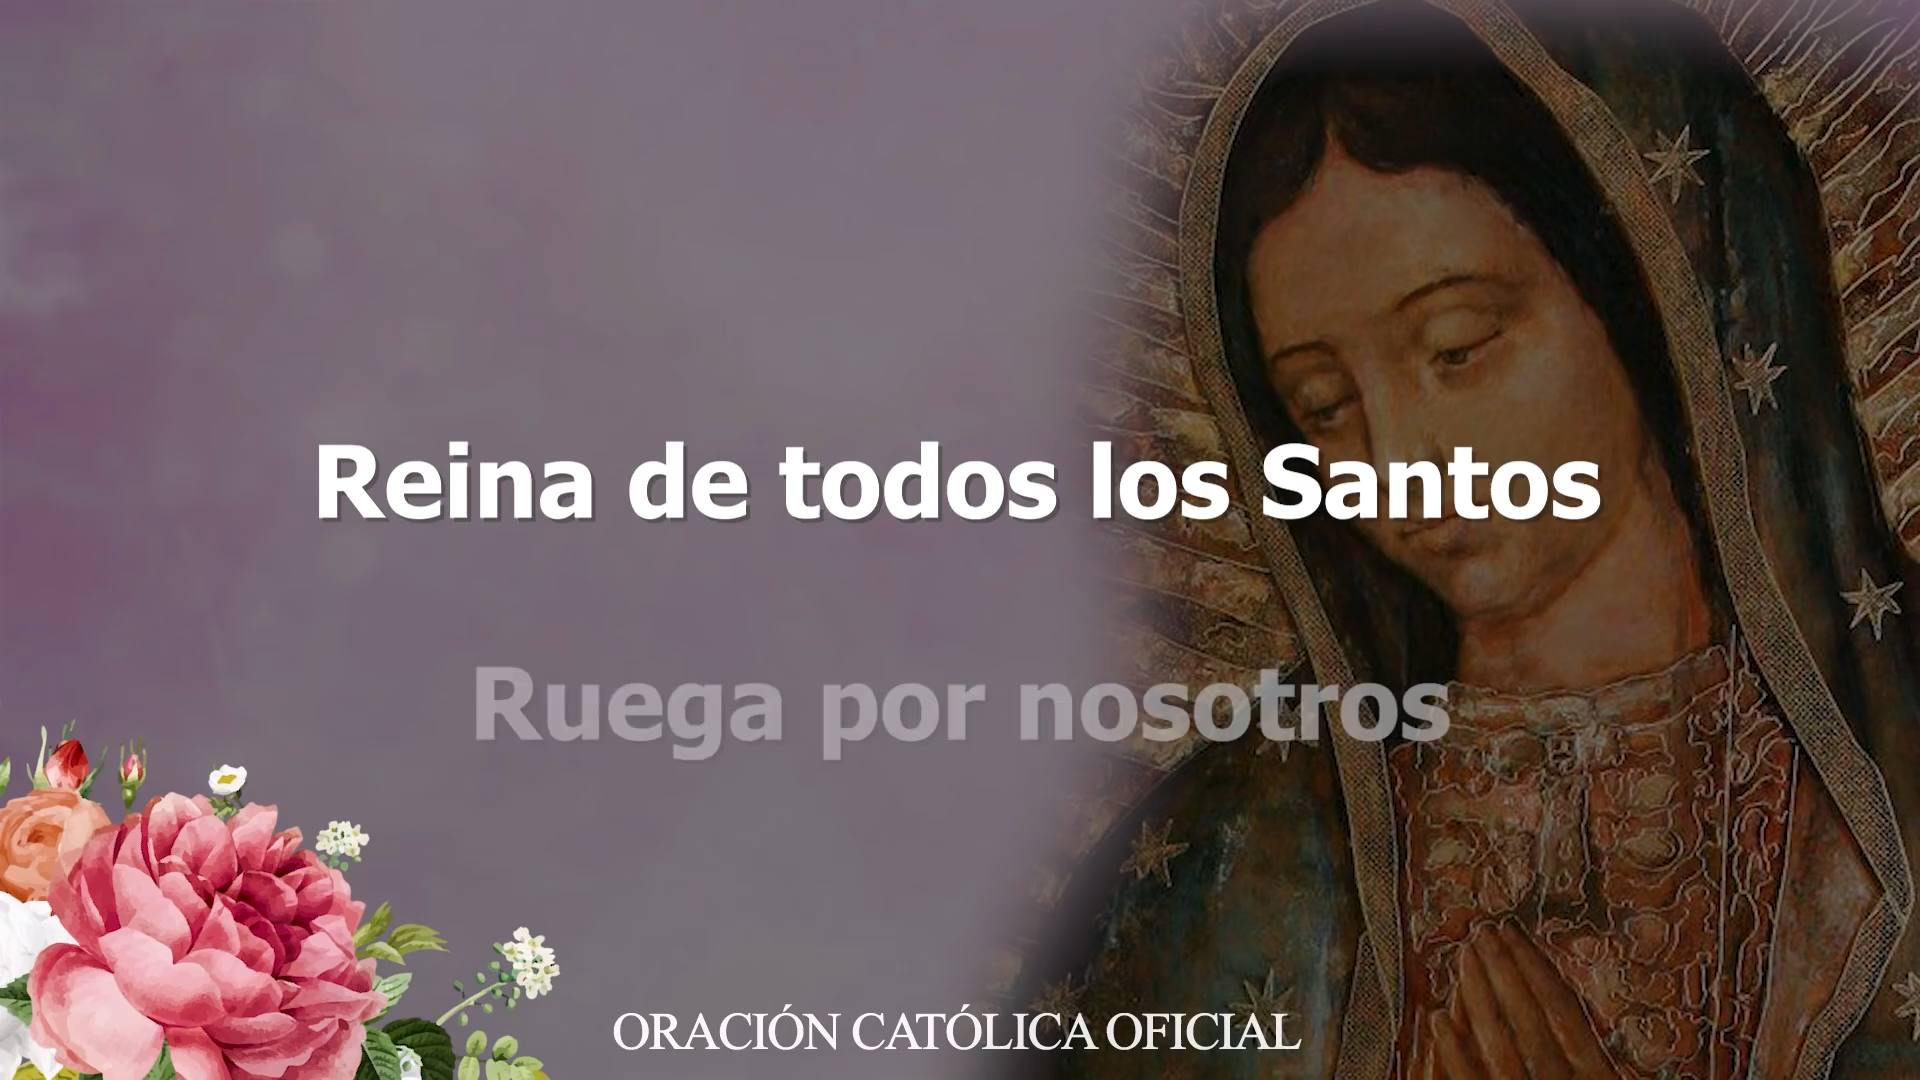 Reina de todos los Santos
Ruega por nosotros
ORACIÓN CATÓLICA OFICIAL